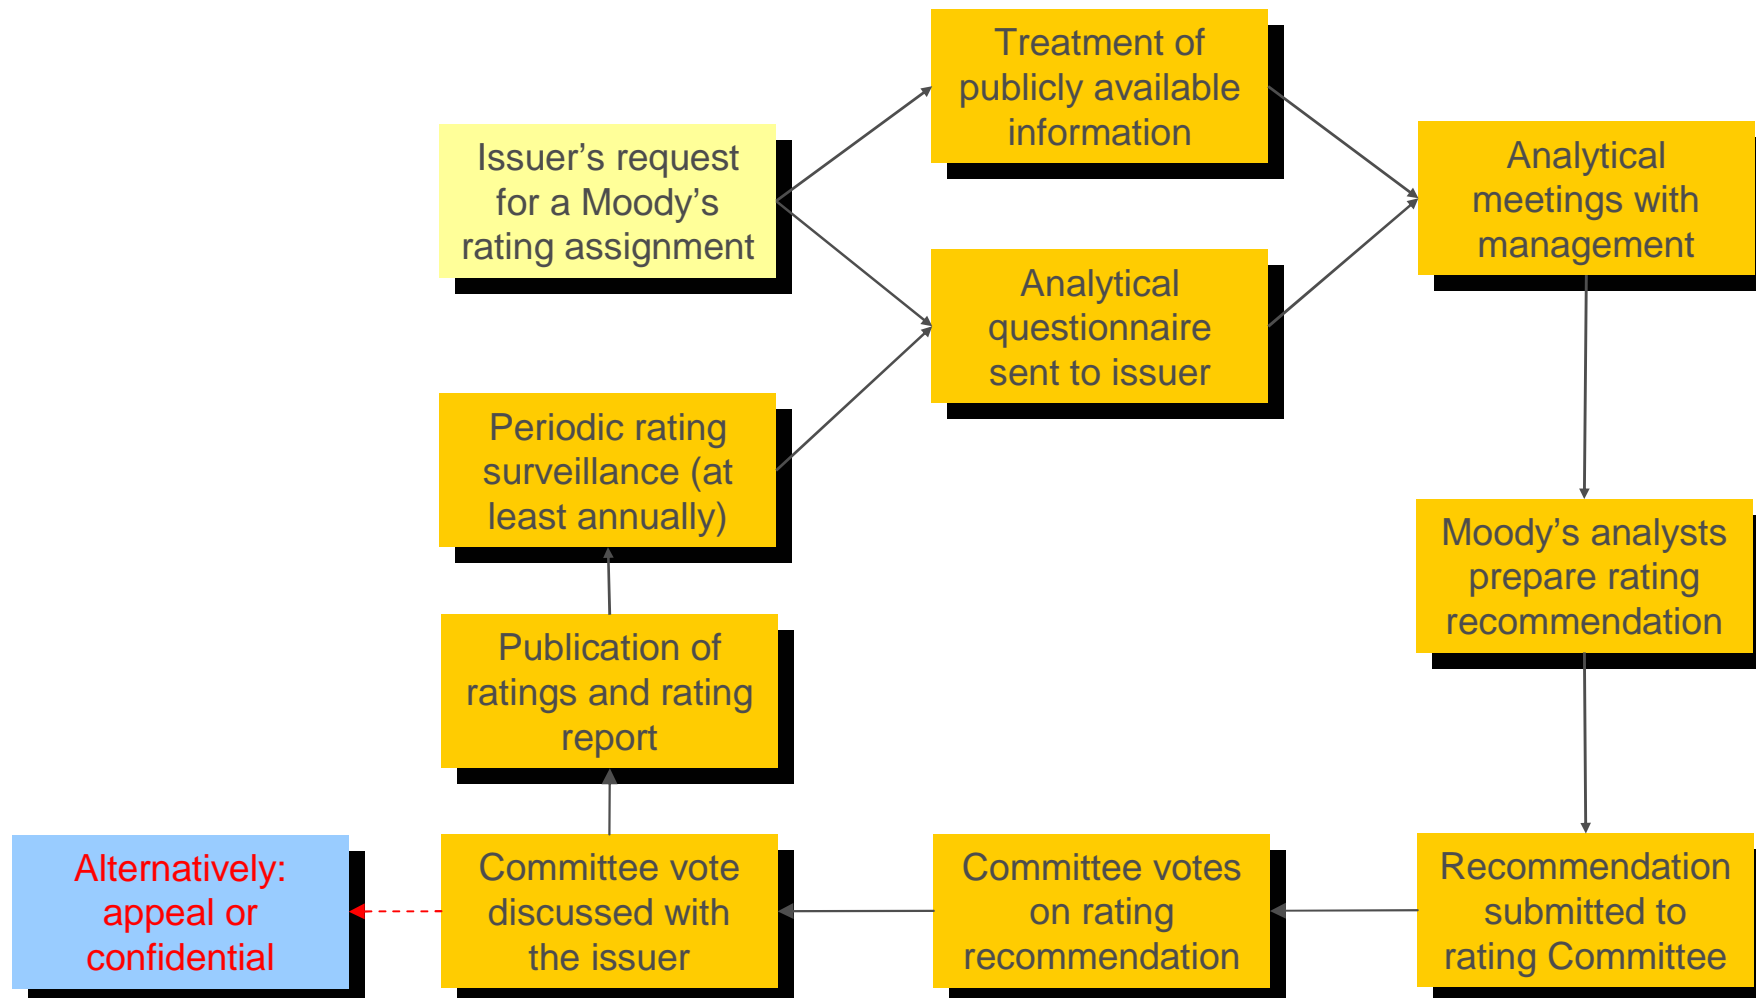 Treatment of
publicly available
information
Issuer’s request
for a Moody’s
rating assignment
Analytical
meetings with
management
Analytical
questionnaire
sent to issuer
Periodic rating
surveillance (at
least annually)
Moody’s analysts
prepare rating
recommendation
Publication of
ratings and rating
report
Alternatively:
appeal or
confidential
Committee vote
discussed with
the issuer
Committee votes
on rating
recommendation
Recommendation
submitted to
rating Committee